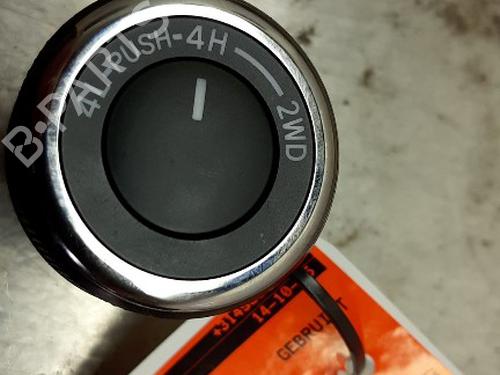 4L-PUSH-4H
2WD
B-PARTS
14-10-
GEBRUIKT